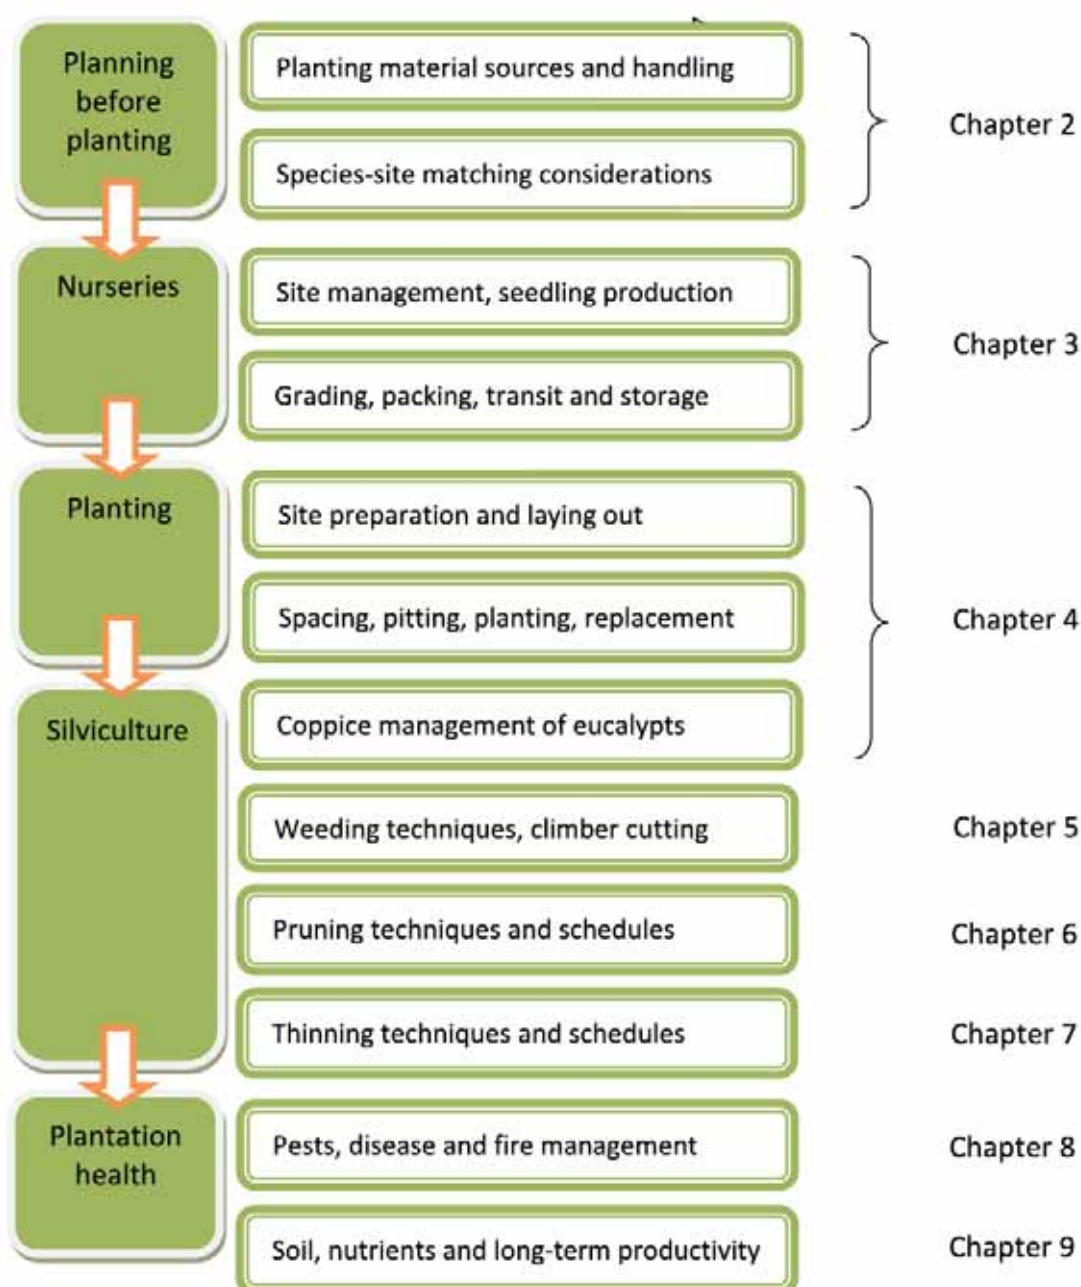 Planning
before
planting
Planting material sources and handling
Species-site matching considerations
Chapter 2
Nurseries
Site management, seedling production
Grading, packing, transit and storage
Chapter 3
Planting
Site preparation and laying out
Spacing, pitting, planting, replacement
Chapter 4
Silviculture
Coppice management of eucalypts
Weeding techniques, climber cutting
Chapter 5
Pruning techniques and schedules
Chapter 6
Thinning techniques and schedules
Chapter 7
Plantation
health
Pests, disease and fire management
Chapter 8
Soil, nutrients and long-term productivity
Chapter 9